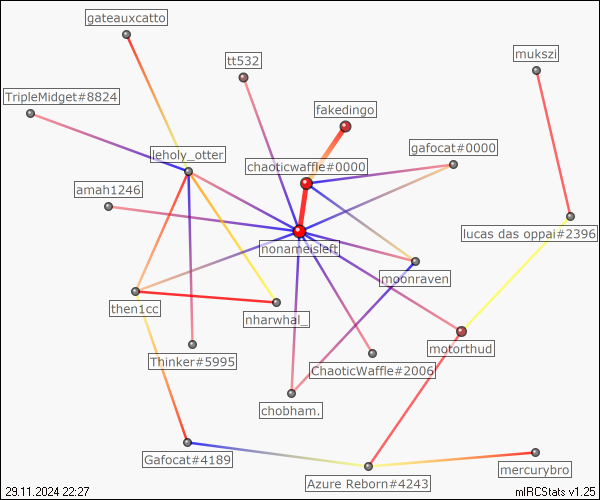 gateauxcatto
mukszi
tt532
TripleMidget#8824
fakedingo
gafocat#0000
leholy_otter
chaoticwaffle#0000
amah1246
lucas das oppai#2396
nonameisleft
moonraven
then1cc
nharwhal_
motorthud
Thinker#5995
ChaoticWaffle#2006
chobham.
Gafocat#4189
mercurybro
Azure Reborn#4243
29.11.2024 22:27
mIRCStats v1.25